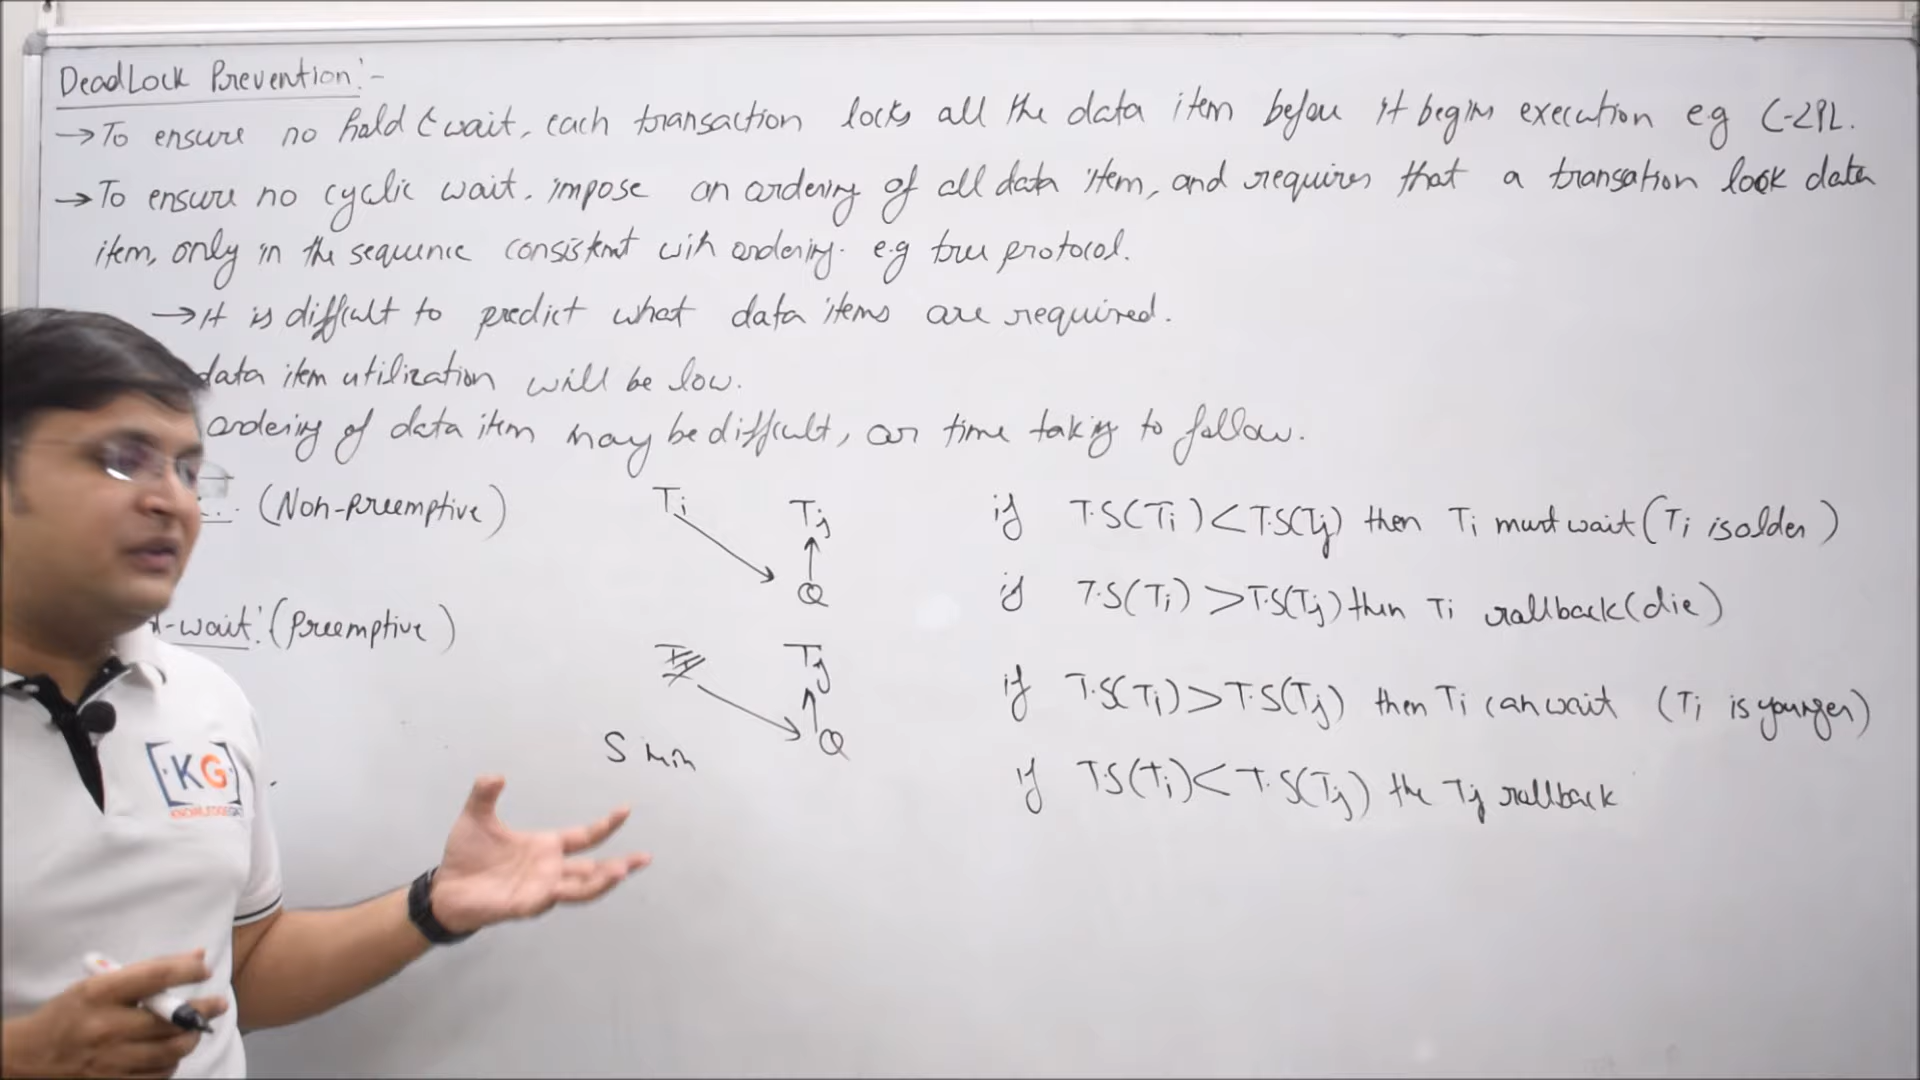 DeadLock Prevention:-
→ To ensure no hold & wait, each transaction locks all the data item before it begins execution e.g C-2PL.
→ To ensure no cyclic wait, impose an ordering of all data item, and requires that a transation lock data
item, only in the sequence consistent with ordering. e.g tree protocol.
→ It is difficult to predict what data items are required.
data item utilization will be low.
ordering of data item may be difficult, or time taking to follow.
(Non-preemptive)
Ti Tj
Q
if T.S(Ti) < T.S(Tj) then Ti must wait (Ti is older)
if T.S(Ti) > T.S(Tj) then Ti rollback (die)
-wait: (Preemptive)
Tj
Q
5 min
if T.S(Ti) > T.S(Tj) then Ti can wait (Ti is younger)
if T.S(Ti) < T.S(Tj) the Tj rollback
KG